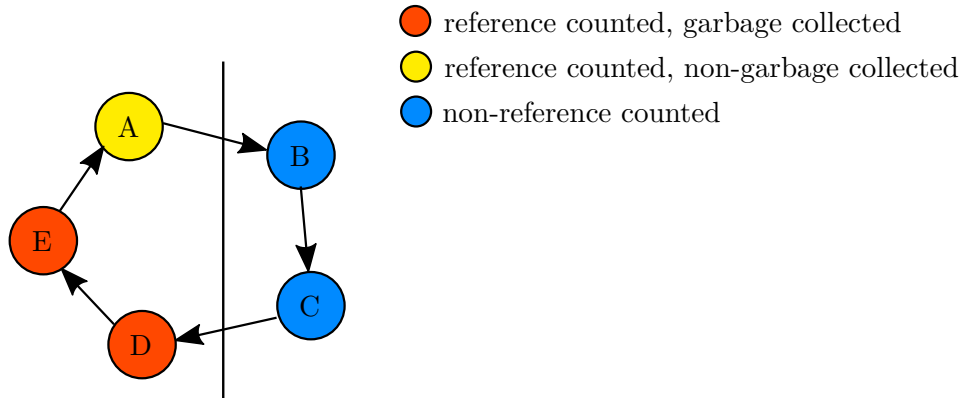 reference counted, garbage collected
reference counted, non-garbage collected
non-reference counted
A
B
E
C
D